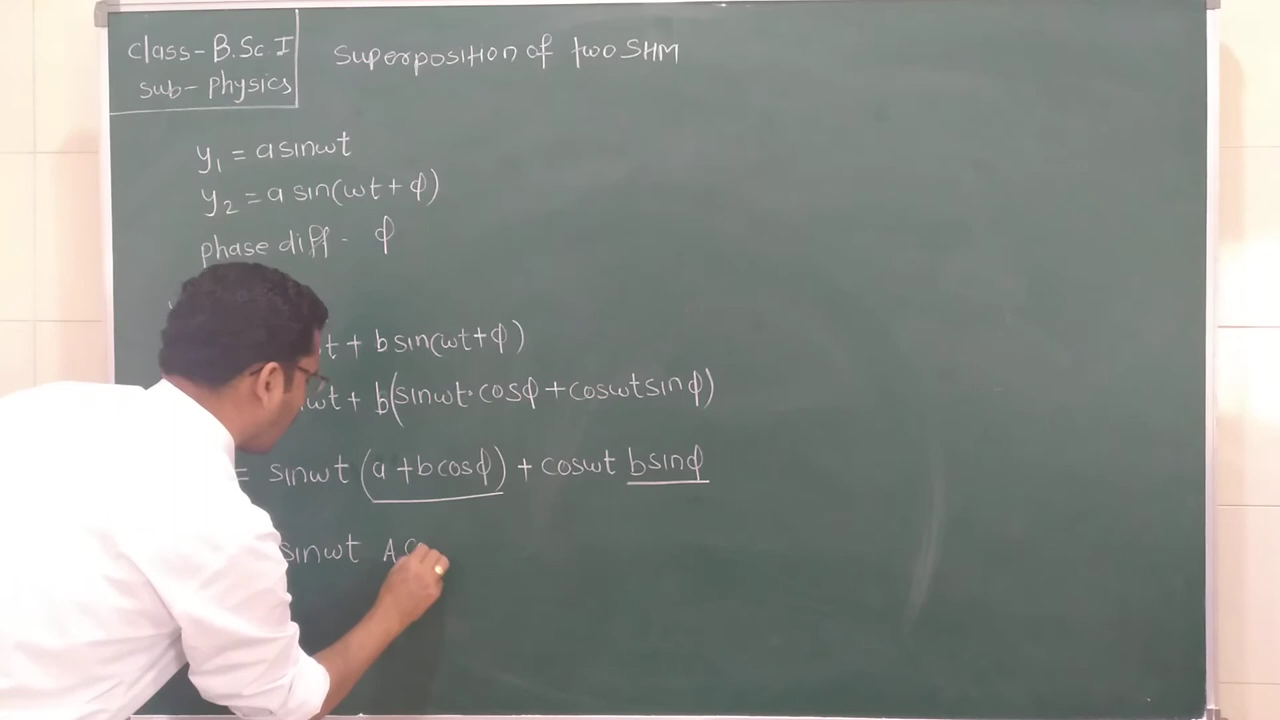 class-B.Sc.I
sub- physics
Superposition of two SHM
y₁ = a sinωt
y₂ = a sin(ωt + φ)
phase diff - φ
t + b sin(ωt+φ)
ωt + b(sinωt·cosφ + cosωt sinφ)
= sinωt (a + b cosφ) + cosωt b sinφ
sinωt A